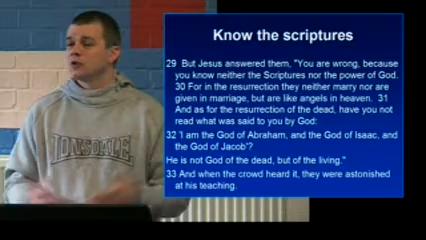 Know the scriptures
29 But Jesus answered them, "You are wrong, because
you know neither the Scriptures nor the power of God.
30 For in the resurrection they neither marry nor are
given in marriage, but are like angels in heaven. 31
And as for the resurrection of the dead, have you not
read what was said to you by God:
32 'I am the God of Abraham, and the God of Isaac, and
the God of Jacob'?
He is not God of the dead, but of the living."
33 And when the crowd heard it, they were astonished
at his teaching.
LONSDALE